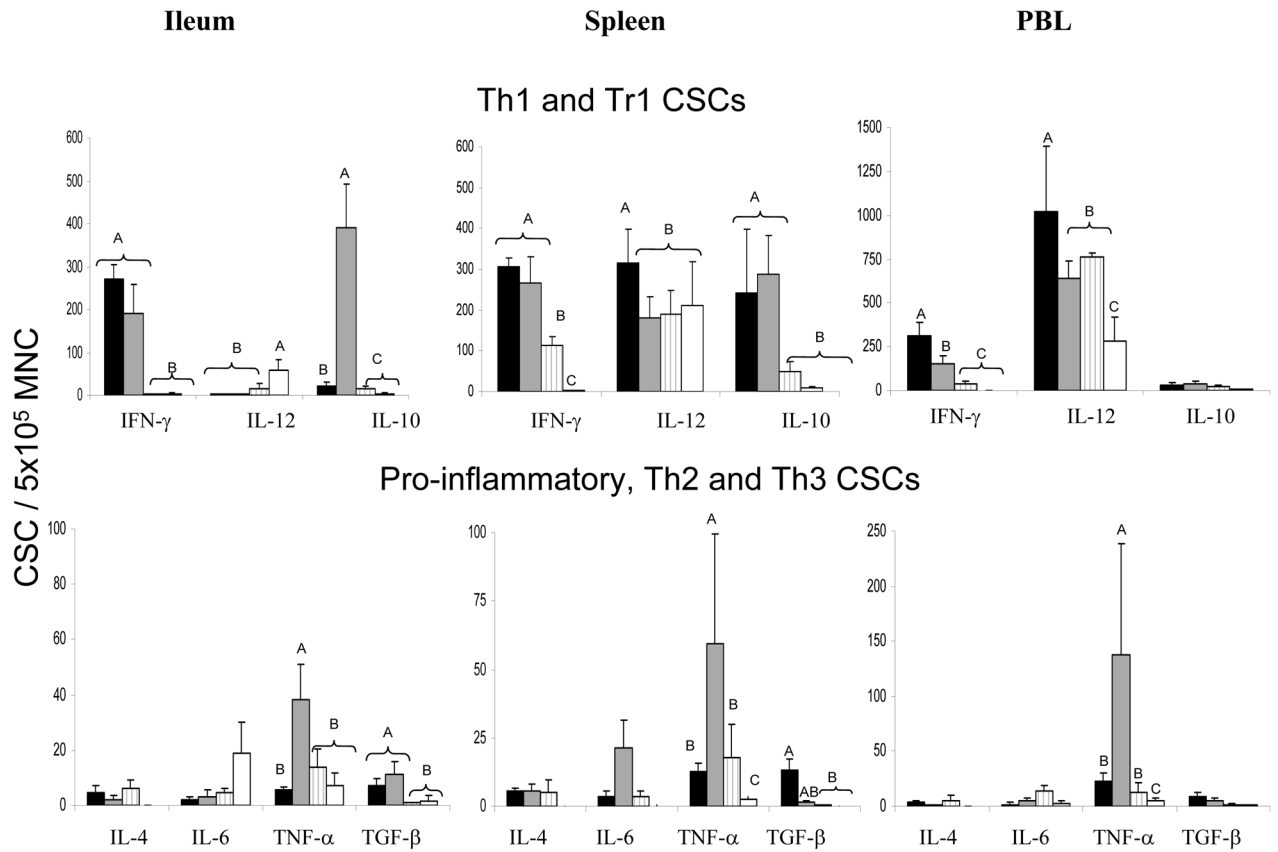 Ileum Spleen PBL
Th1 and Tr1 CSCs
CSC / 5x10⁵ MNC
600
500
400
300
200
100
0
A
B
B
A
B
A
C
IFN-γ IL-12 IL-10
600
500
400
300
200
100
0
A
B
C
A
B
A
B
IFN-γ IL-12 IL-10
1500
1250
1000
750
500
250
0
A
B
C
A
B
C
IFN-γ IL-12 IL-10
Pro-inflammatory, Th2 and Th3 CSCs
100
80
60
40
20
0
B
A
B
A
B
IL-4 IL-6 TNF-α TGF-β
100
75
50
25
0
B
A
B
C
A
AB
B
IL-4 IL-6 TNF-α TGF-β
250
200
150
100
50
0
B
A
B
C
IL-4 IL-6 TNF-α TGF-β